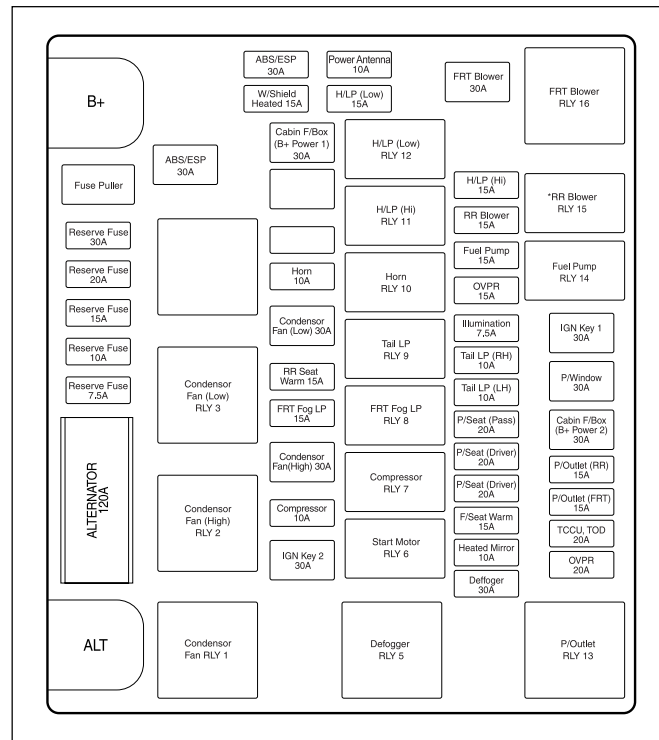 B+
Fuse Puller
Reserve Fuse
30A
Reserve Fuse
20A
Reserve Fuse
15A
Reserve Fuse
10A
Reserve Fuse
7.5A
ALTERNATOR
120A
ALT
ABS/ESP
30A
Condensor
Fan (Low)
RLY 3
Condensor
Fan (High)
RLY 2
Condensor
Fan RLY 1
ABS/ESP
30A
W/Shield
Heated 15A
Cabin F/Box
(B+ Power 1)
30A
Horn
10A
Condensor
Fan (Low) 30A
RR Seat
Warm 15A
FRT Fog LP
15A
Condensor
Fan(High) 30A
Compressor
10A
IGN Key 2
30A
Power Antenna
10A
H/LP (Low)
15A
H/LP (Low)
RLY 12
H/LP (Hi)
RLY 11
Horn
RLY 10
Tail LP
RLY 9
FRT Fog LP
RLY 8
Compressor
RLY 7
Start Motor
RLY 6
Defogger
RLY 5
FRT Blower
30A
H/LP (Hi)
15A
RR Blower
15A
Fuel Pump
15A
OVPR
15A
Illumination
7,5A
Tail LP (RH)
10A
Tail LP (LH)
10A
P/Seat (Pass)
20A
P/Seat (Driver)
20A
P/Seat (Driver)
20A
F/Seat Warm
15A
Heated Mirror
10A
Deffoger
30A
FRT Blower
RLY 16
*RR Blower
RLY 15
Fuel Pump
RLY 14
IGN Key 1
30A
P/Window
30A
Cabin F/Box
(B+ Power 2)
30A
P/Outlet (RR)
15A
P/Outlet (FRT)
15A
TCCU, TOD
20A
OVPR
20A
P/Outlet
RLY 13